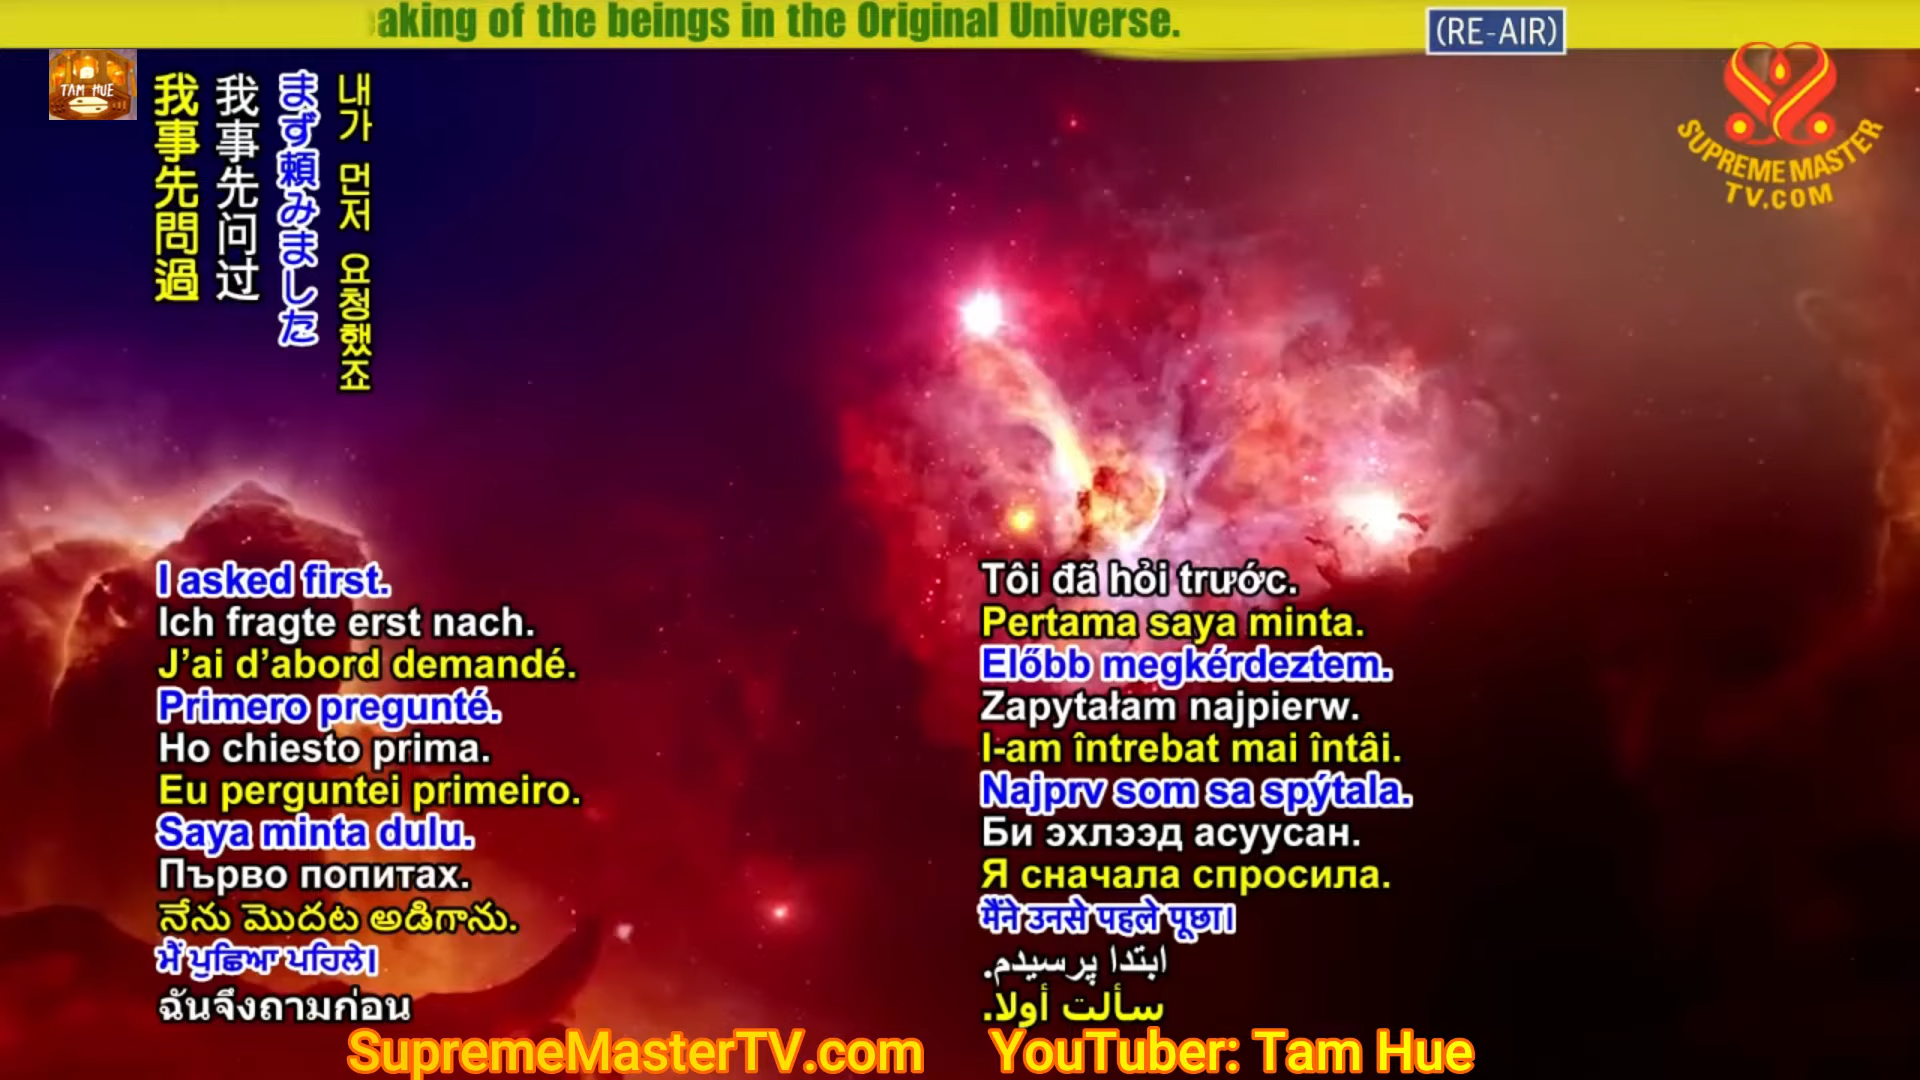 of the beings in the Original Universe.
(RE-AIR)
TAM HUE
SUPREME MASTER
TV.COM
我事先問過
我事先问过
まず頼みました
내가 먼저 요청했죠
I asked first.
Ich fragte erst nach.
J’ai d’abord demandé.
Primero pregunté.
Ho chiesto prima.
Eu perguntei primeiro.
Saya minta dulu.
Първо попитах.
నేను మొదట అడిగాను.
ਮੈਂ ਪੁਛਿਆ ਪਹਿਲੇ।
ฉันจึงถามก่อน
Tôi đã hỏi trước.
Pertama saya minta.
Előbb megkérdeztem.
Zapytałam najpierw.
I-am întrebat mai întâi.
Najprv som sa spýtala.
Би эхлээд асуусан.
Я сначала спросила.
मैंने उनसे पहले पूछा।
ابتدا پرسیدم.
سألت أولا.
SupremeMasterTV.com
YouTuber: Tam Hue